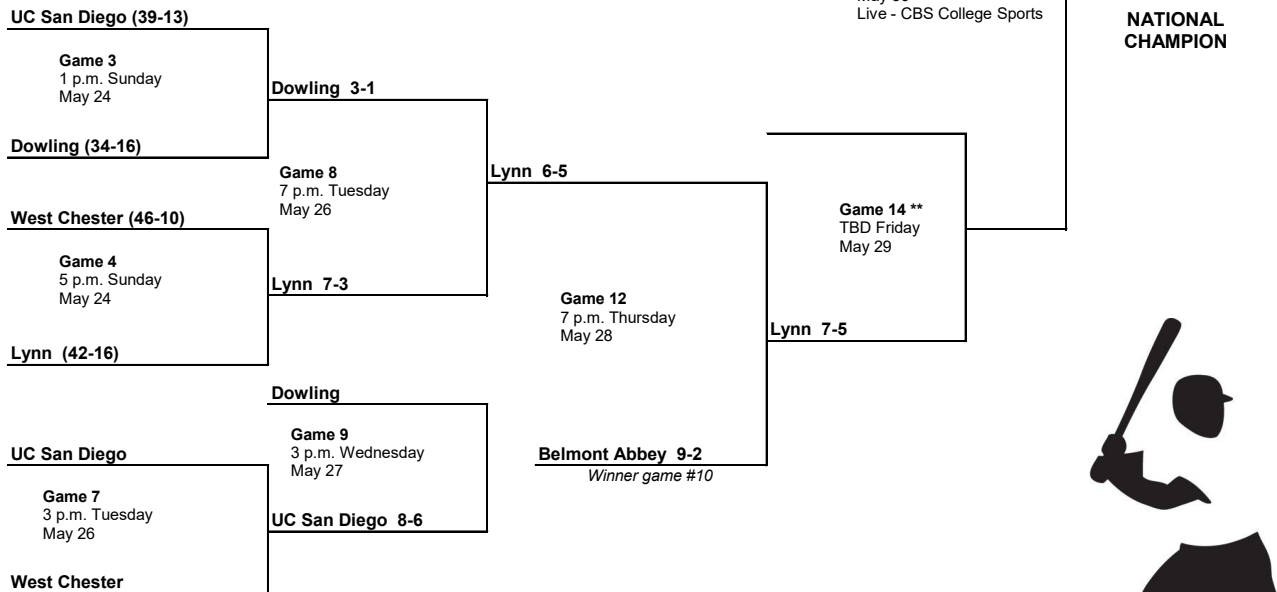 UC San Diego (39-13)
Live - CBS College Sports
NATIONAL
CHAMPION
Game 3
1 p.m. Sunday
May 24
Dowling 3-1
Dowling (34-16)
Game 8
7 p.m. Tuesday
May 26
Lynn 6-5
West Chester (46-10)
Game 14 **
TBD Friday
May 29
Game 4
5 p.m. Sunday
May 24
Lynn 7-3
Game 12
7 p.m. Thursday
May 28
Lynn 7-5
Lynn (42-16)
Dowling
Game 9
3 p.m. Wednesday
May 27
UC San Diego
Belmont Abbey 9-2
Winner game #10
Game 7
3 p.m. Tuesday
May 26
UC San Diego 8-6
West Chester